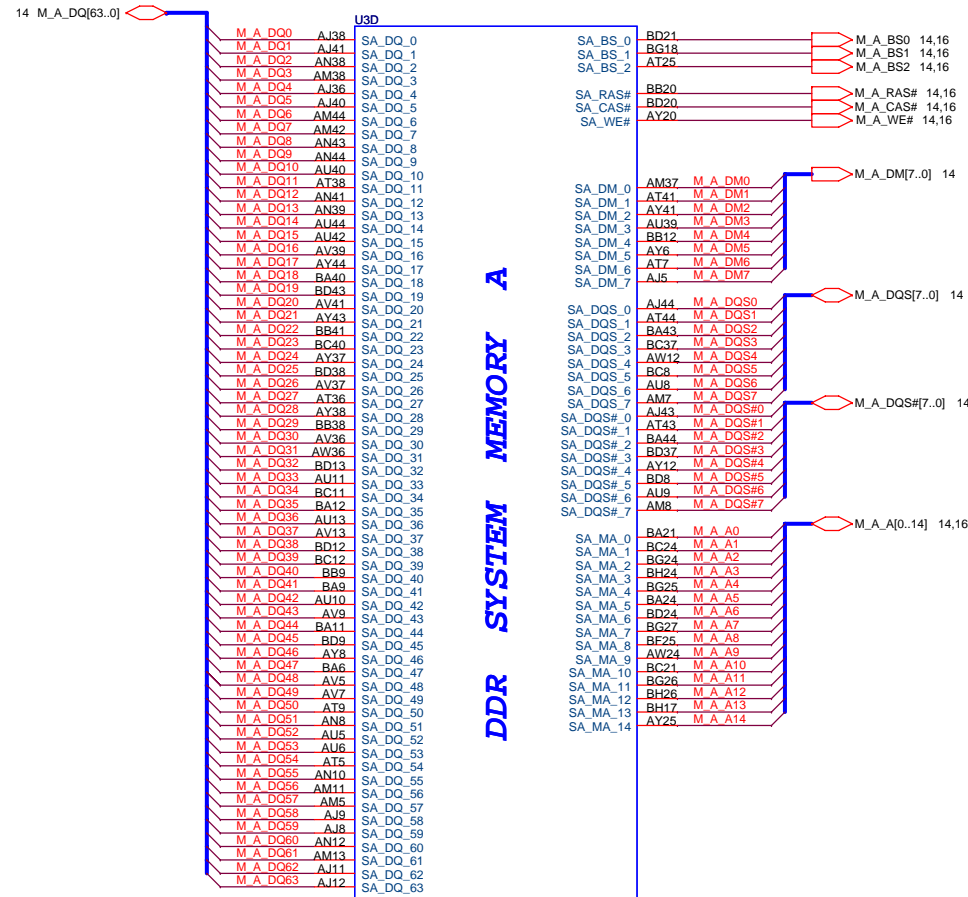 14 M_A_DQ[63..0]
U3D
M_A_DQ0 AJ38 SA_DQ_0
M_A_DQ1 AJ41 SA_DQ_1
M_A_DQ2 AN38 SA_DQ_2
M_A_DQ3 AM38 SA_DQ_3
M_A_DQ4 AJ36 SA_DQ_4
M_A_DQ5 AJ40 SA_DQ_5
M_A_DQ6 AM44 SA_DQ_6
M_A_DQ7 AM42 SA_DQ_7
M_A_DQ8 AN43 SA_DQ_8
M_A_DQ9 AN44 SA_DQ_9
M_A_DQ10 AU40 SA_DQ_10
M_A_DQ11 AT38 SA_DQ_11
M_A_DQ12 AN41 SA_DQ_12
M_A_DQ13 AN39 SA_DQ_13
M_A_DQ14 AU44 SA_DQ_14
M_A_DQ15 AU42 SA_DQ_15
M_A_DQ16 AV39 SA_DQ_16
M_A_DQ17 AY44 SA_DQ_17
M_A_DQ18 BA40 SA_DQ_18
M_A_DQ19 BD43 SA_DQ_19
M_A_DQ20 AV41 SA_DQ_20
M_A_DQ21 AY43 SA_DQ_21
M_A_DQ22 BB41 SA_DQ_22
M_A_DQ23 BC40 SA_DQ_23
M_A_DQ24 AY37 SA_DQ_24
M_A_DQ25 BD38 SA_DQ_25
M_A_DQ26 AV37 SA_DQ_26
M_A_DQ27 AT36 SA_DQ_27
M_A_DQ28 AY38 SA_DQ_28
M_A_DQ29 BB38 SA_DQ_29
M_A_DQ30 AV36 SA_DQ_30
M_A_DQ31 AW36 SA_DQ_31
M_A_DQ32 BD13 SA_DQ_32
M_A_DQ33 AU11 SA_DQ_33
M_A_DQ34 BC11 SA_DQ_34
M_A_DQ35 BA12 SA_DQ_35
M_A_DQ36 AU13 SA_DQ_36
M_A_DQ37 AV13 SA_DQ_37
M_A_DQ38 BD12 SA_DQ_38
M_A_DQ39 BC12 SA_DQ_39
M_A_DQ40 BB9 SA_DQ_40
M_A_DQ41 BA9 SA_DQ_41
M_A_DQ42 AU10 SA_DQ_42
M_A_DQ43 AV9 SA_DQ_43
M_A_DQ44 BA11 SA_DQ_44
M_A_DQ45 BD9 SA_DQ_45
M_A_DQ46 AY8 SA_DQ_46
M_A_DQ47 BA6 SA_DQ_47
M_A_DQ48 AV5 SA_DQ_48
M_A_DQ49 AV7 SA_DQ_49
M_A_DQ50 AT9 SA_DQ_50
M_A_DQ51 AN8 SA_DQ_51
M_A_DQ52 AU5 SA_DQ_52
M_A_DQ53 AU6 SA_DQ_53
M_A_DQ54 AT5 SA_DQ_54
M_A_DQ55 AN10 SA_DQ_55
M_A_DQ56 AM11 SA_DQ_56
M_A_DQ57 AM5 SA_DQ_57
M_A_DQ58 AJ9 SA_DQ_58
M_A_DQ59 AJ8 SA_DQ_59
M_A_DQ60 AN12 SA_DQ_60
M_A_DQ61 AM13 SA_DQ_61
M_A_DQ62 AJ11 SA_DQ_62
M_A_DQ63 AJ12 SA_DQ_63
DDR SYSTEM MEMORY A
SA_BS_0 BD21 M_A_BS0 14,16
SA_BS_1 BG18 M_A_BS1 14,16
SA_BS_2 AT25 M_A_BS2 14,16
SA_RAS# BB20 M_A_RAS# 14,16
SA_CAS# BD20 M_A_CAS# 14,16
SA_WE# AY20 M_A_WE# 14,16
M_A_DM[7..0] 14
SA_DM_0 AM37 M_A_DM0
SA_DM_1 AT41 M_A_DM1
SA_DM_2 AY41 M_A_DM2
SA_DM_3 AU39 M_A_DM3
SA_DM_4 BB12 M_A_DM4
SA_DM_5 AY6 M_A_DM5
SA_DM_6 AT7 M_A_DM6
SA_DM_7 AJ5 M_A_DM7
M_A_DQS[7..0] 14
SA_DQS_0 AJ44 M_A_DQS0
SA_DQS_1 AT44 M_A_DQS1
SA_DQS_2 BA43 M_A_DQS2
SA_DQS_3 BC37 M_A_DQS3
SA_DQS_4 AW12 M_A_DQS4
SA_DQS_5 BC8 M_A_DQS5
SA_DQS_6 AU8 M_A_DQS6
SA_DQS_7 AM7 M_A_DQS7
M_A_DQS#[7..0] 14
SA_DQS#_0 AJ43 M_A_DQS#0
SA_DQS#_1 AT43 M_A_DQS#1
SA_DQS#_2 BA44 M_A_DQS#2
SA_DQS#_3 BD37 M_A_DQS#3
SA_DQS#_4 AY12 M_A_DQS#4
SA_DQS#_5 BD8 M_A_DQS#5
SA_DQS#_6 AU9 M_A_DQS#6
SA_DQS#_7 AM8 M_A_DQS#7
M_A_A[0..14] 14,16
SA_MA_0 BA21 M_A_A0
SA_MA_1 BC24 M_A_A1
SA_MA_2 BG24 M_A_A2
SA_MA_3 BH24 M_A_A3
SA_MA_4 BG25 M_A_A4
SA_MA_5 BA24 M_A_A5
SA_MA_6 BD24 M_A_A6
SA_MA_7 BG27 M_A_A7
SA_MA_8 BF25 M_A_A8
SA_MA_9 AW24 M_A_A9
SA_MA_10 BC21 M_A_A10
SA_MA_11 BG26 M_A_A11
SA_MA_12 BH26 M_A_A12
SA_MA_13 BH17 M_A_A13
SA_MA_14 AY25 M_A_A14